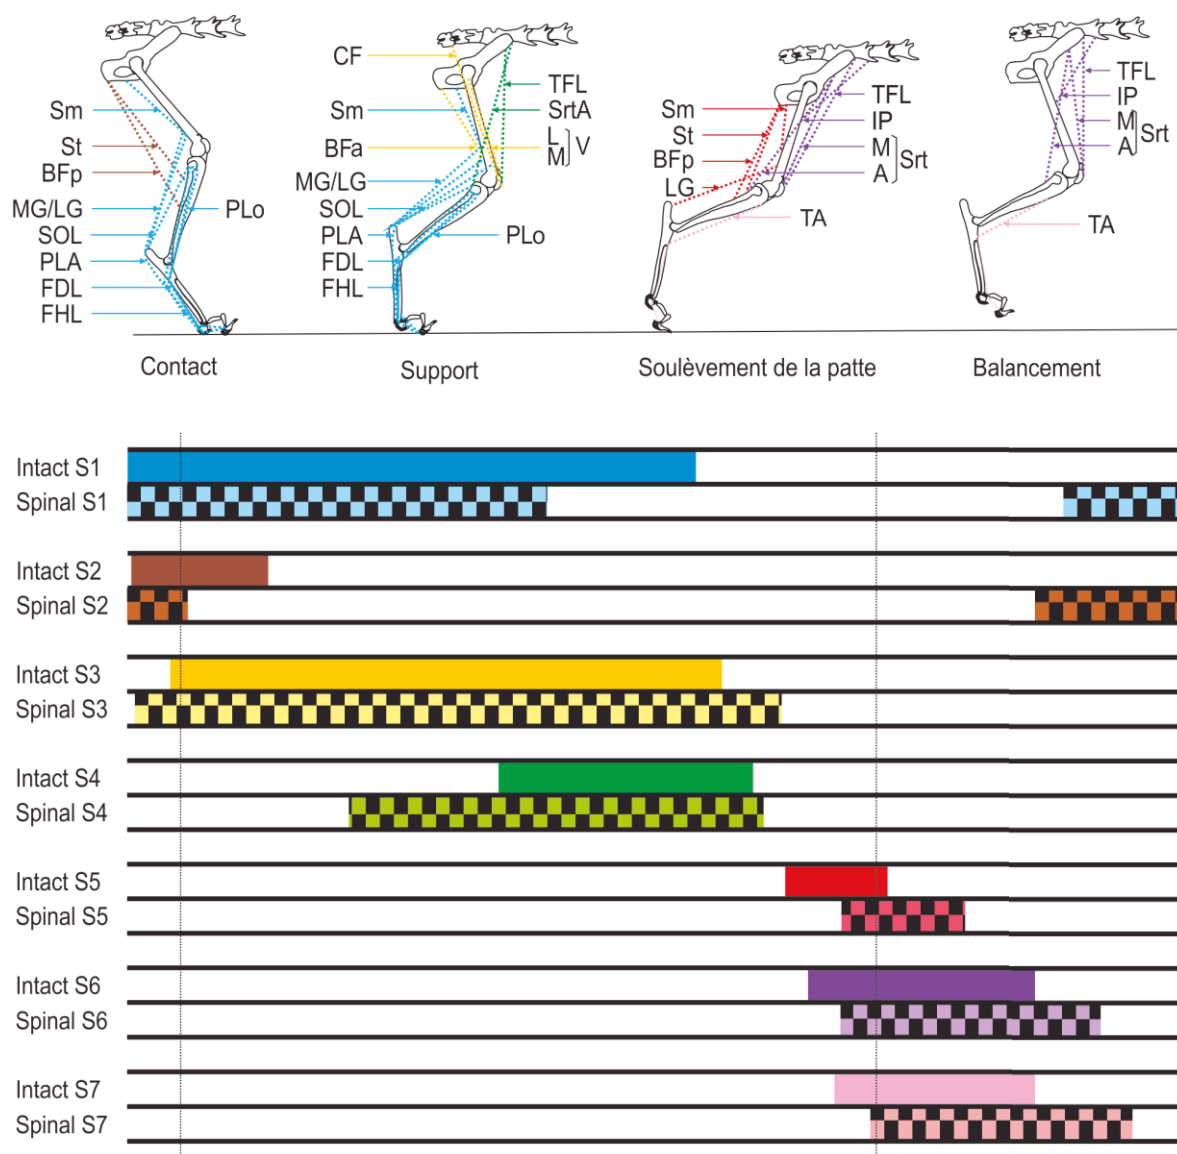 Sm
St
BFp
MG/LG
SOL
PLA
FDL
FHL
PLo
CF
Sm
BFa
MG/LG
SOL
PLA
FDL
FHL
TFL
SrtA
L
M
V
PLo
Sm
St
BFp
LG
TFL
IP
M
A
Srt
TA
TFL
IP
M
A
Srt
TA
Contact
Support
Soulèvement de la patte
Balancement
Intact S1
Spinal S1
Intact S2
Spinal S2
Intact S3
Spinal S3
Intact S4
Spinal S4
Intact S5
Spinal S5
Intact S6
Spinal S6
Intact S7
Spinal S7